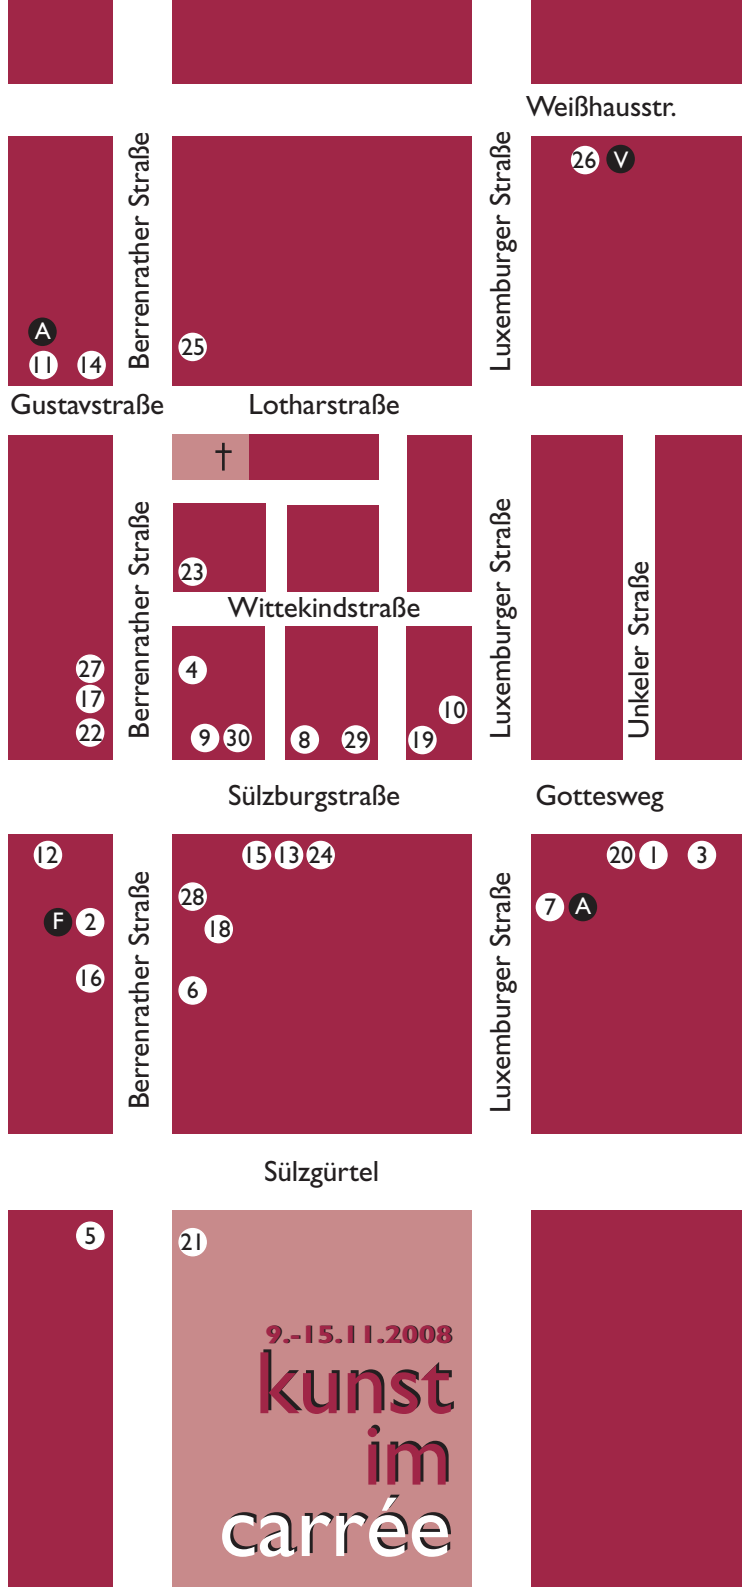 Weißhausstr.
Berrenrather Straße
Luxemburger Straße
26 V
A
11 14
25
Gustavstraße Lotharstraße
†
Berrenrather Straße
Luxemburger Straße
Unkeler Straße
23
Wittekindstraße
27
4
17
10
22
9 30 8 29 19
Sülzburgstraße Gottesweg
12 15 13 24 20 1 3
Berrenrather Straße
Luxemburger Straße
28
7 A
F 2
18
16
6
Sülzgürtel
5
21
9.-15.11.2008
kunst
im
carrée